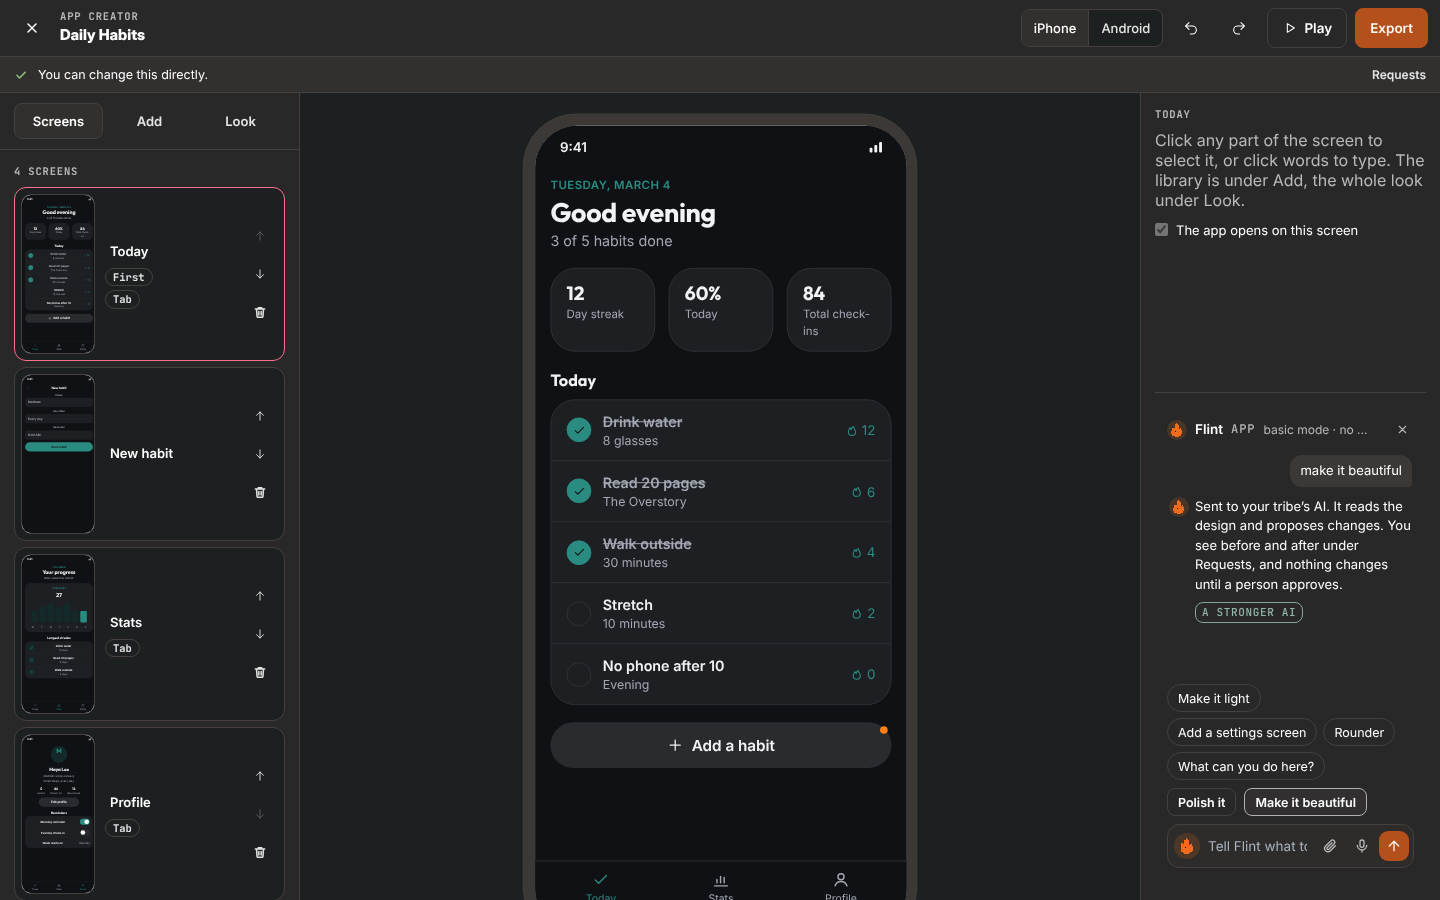 APP CREATOR
Daily Habits
iPhone
Android
Play
Export
You can change this directly.
Requests
Screens
Add
Look
4 SCREENS
Today
First
Tab
New habit
Stats
Tab
Profile
Tab
9:41
TUESDAY, MARCH 4
Good evening
3 of 5 habits done
12
Day streak
60%
Today
84
Total check-
ins
Today
Drink water
8 glasses
12
Read 20 pages
The Overstory
6
Walk outside
30 minutes
4
Stretch
10 minutes
2
No phone after 10
Evening
0
Add a habit
Today
Stats
Profile
TODAY
Click any part of the screen to
select it, or click words to type. The
library is under Add, the whole look
under Look.
The app opens on this screen
Flint APP basic mode · no ...
make it beautiful
Sent to your tribe's AI. It reads the
design and proposes changes. You
see before and after under
Requests, and nothing changes
until a person approves.
A STRONGER AI
Make it light
Add a settings screen
Rounder
What can you do here?
Polish it
Make it beautiful
Tell Flint what to